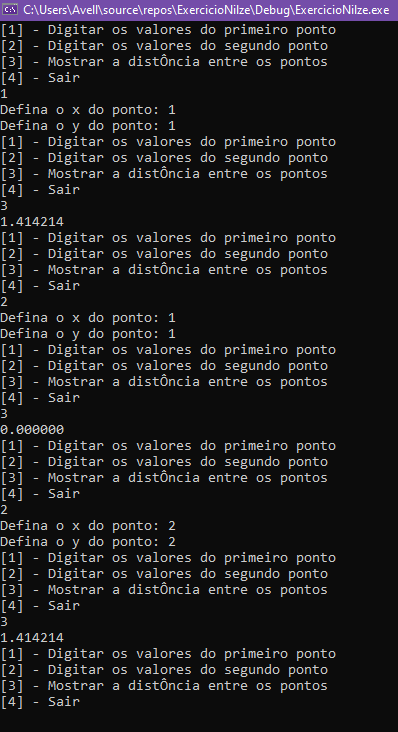 C:\Users\Avell\source\repos\ExercicioNilze\Debug\ExercicioNilze.exe
[1] - Digitar os valores do primeiro ponto
[2] - Digitar os valores do segundo ponto
[3] - Mostrar a distÔncia entre os pontos
[4] - Sair
1
Defina o x do ponto: 1
Defina o y do ponto: 1
[1] - Digitar os valores do primeiro ponto
[2] - Digitar os valores do segundo ponto
[3] - Mostrar a distÔncia entre os pontos
[4] - Sair
3
1.414214
[1] - Digitar os valores do primeiro ponto
[2] - Digitar os valores do segundo ponto
[3] - Mostrar a distÔncia entre os pontos
[4] - Sair
2
Defina o x do ponto: 1
Defina o y do ponto: 1
[1] - Digitar os valores do primeiro ponto
[2] - Digitar os valores do segundo ponto
[3] - Mostrar a distÔncia entre os pontos
[4] - Sair
3
0.000000
[1] - Digitar os valores do primeiro ponto
[2] - Digitar os valores do segundo ponto
[3] - Mostrar a distÔncia entre os pontos
[4] - Sair
2
Defina o x do ponto: 2
Defina o y do ponto: 2
[1] - Digitar os valores do primeiro ponto
[2] - Digitar os valores do segundo ponto
[3] - Mostrar a distÔncia entre os pontos
[4] - Sair
3
1.414214
[1] - Digitar os valores do primeiro ponto
[2] - Digitar os valores do segundo ponto
[3] - Mostrar a distÔncia entre os pontos
[4] - Sair